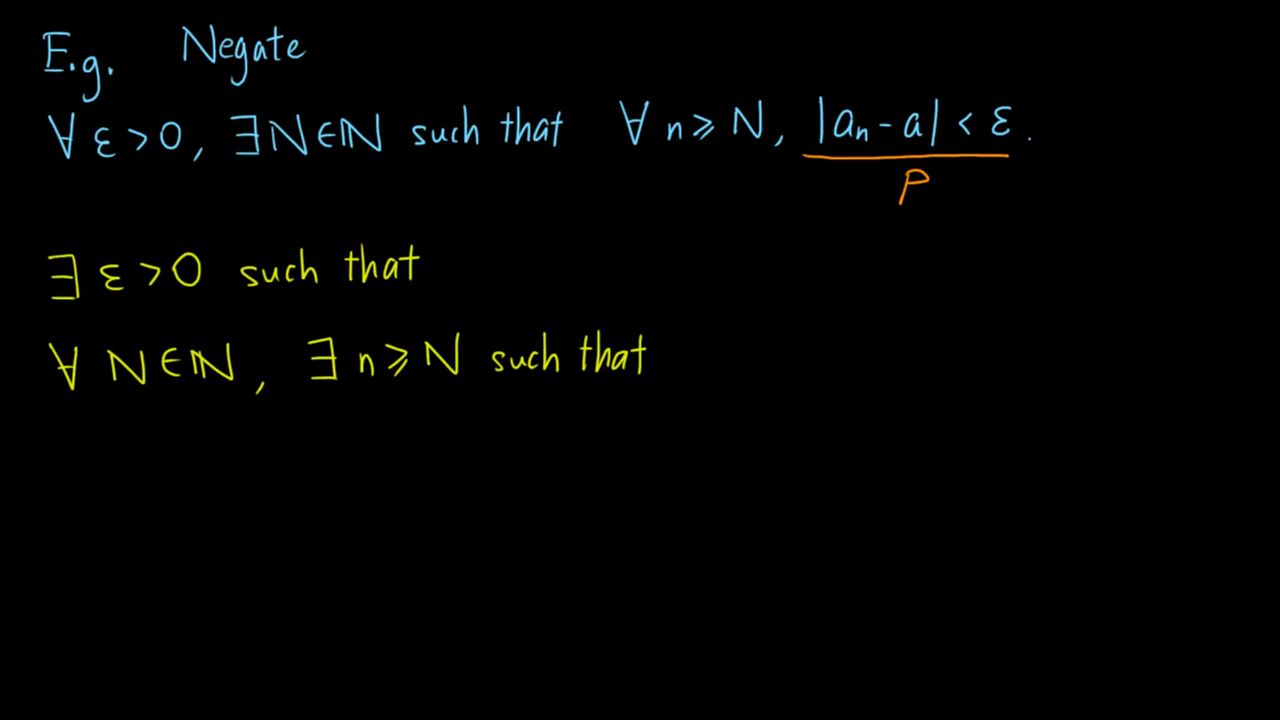 E.g. Negate
∀ ε > 0, ∃ N ∈ ℕ such that ∀ n ⩾ N, |aₙ - a| < ε.
P
∃ ε > 0 such that
∀ N ∈ ℕ, ∃ n ⩾ N such that